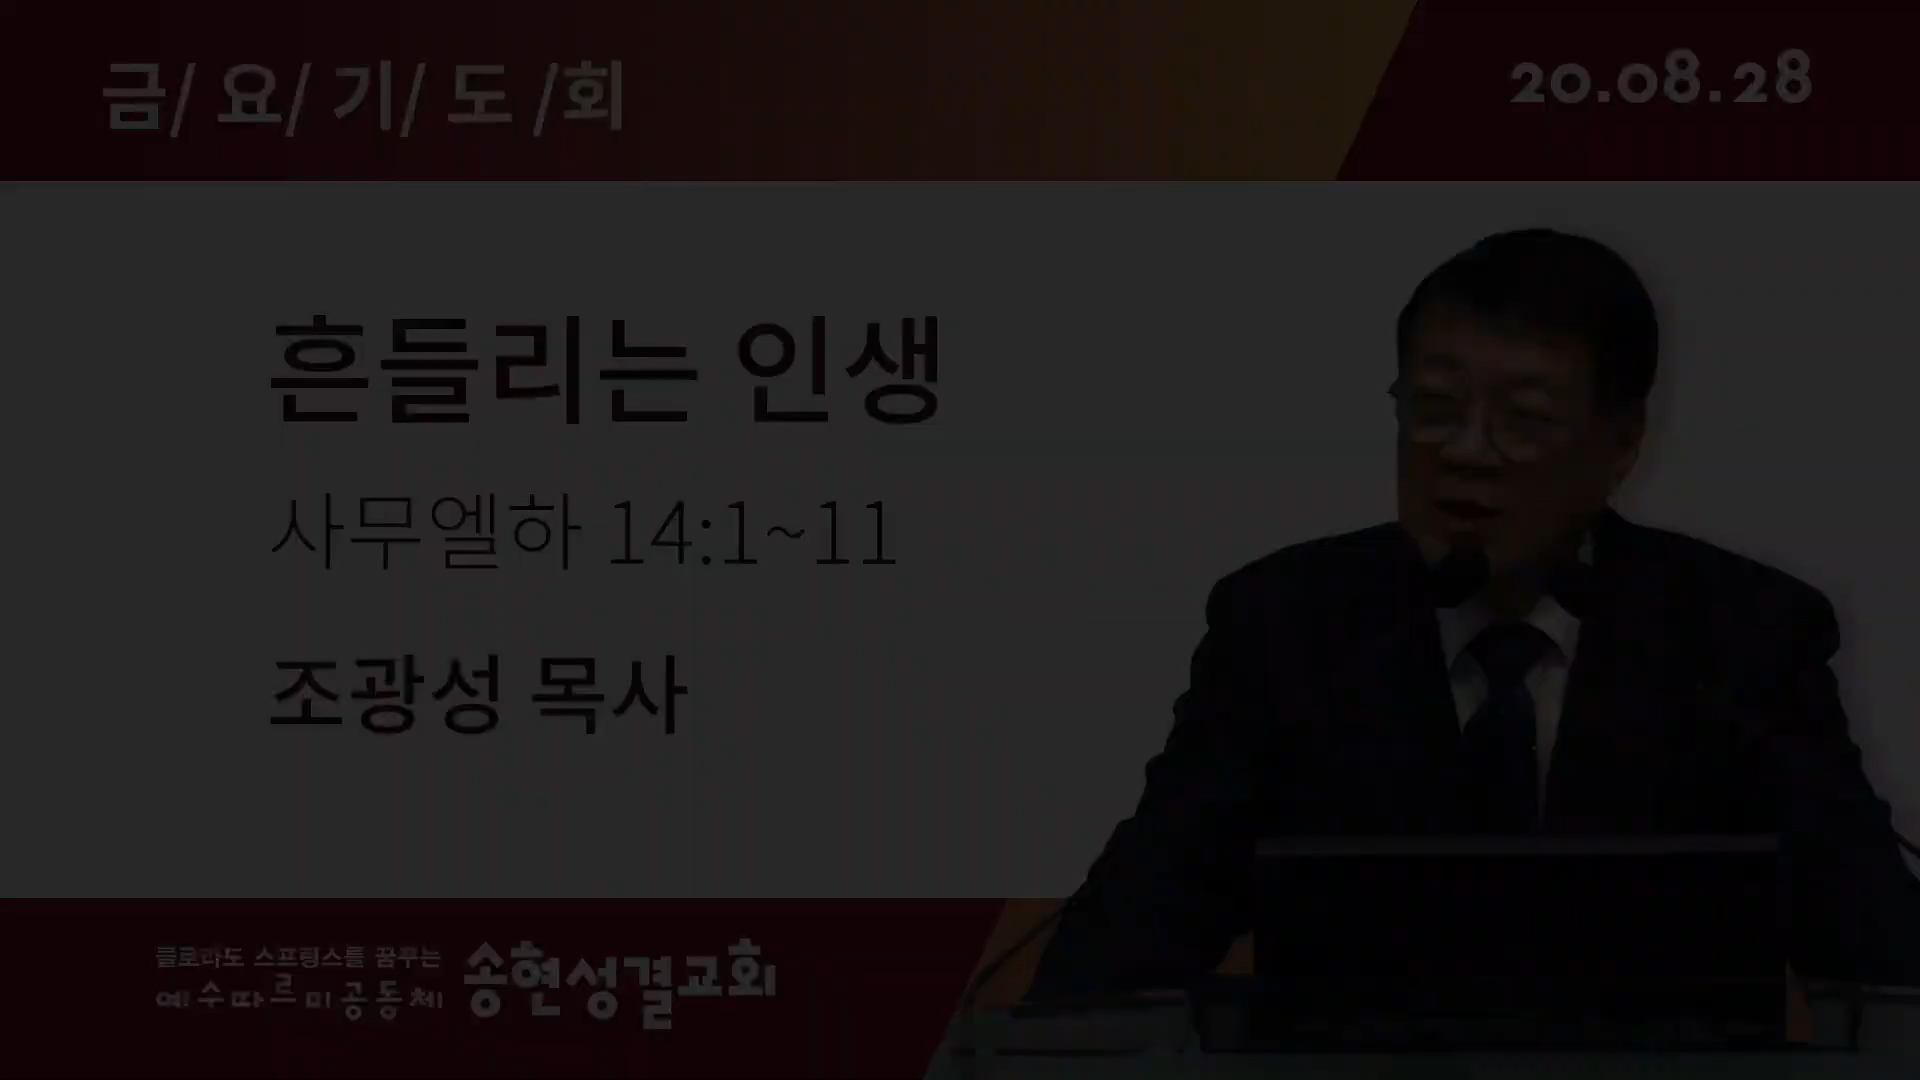 금/ 요/ 기/ 도 /회
20.08.28
흔들리는 인생
사무엘하 14:1~11
조광성 목사
콜로라도 스프링스를 꿈꾸는
예수따르미공동체
송현성결교회